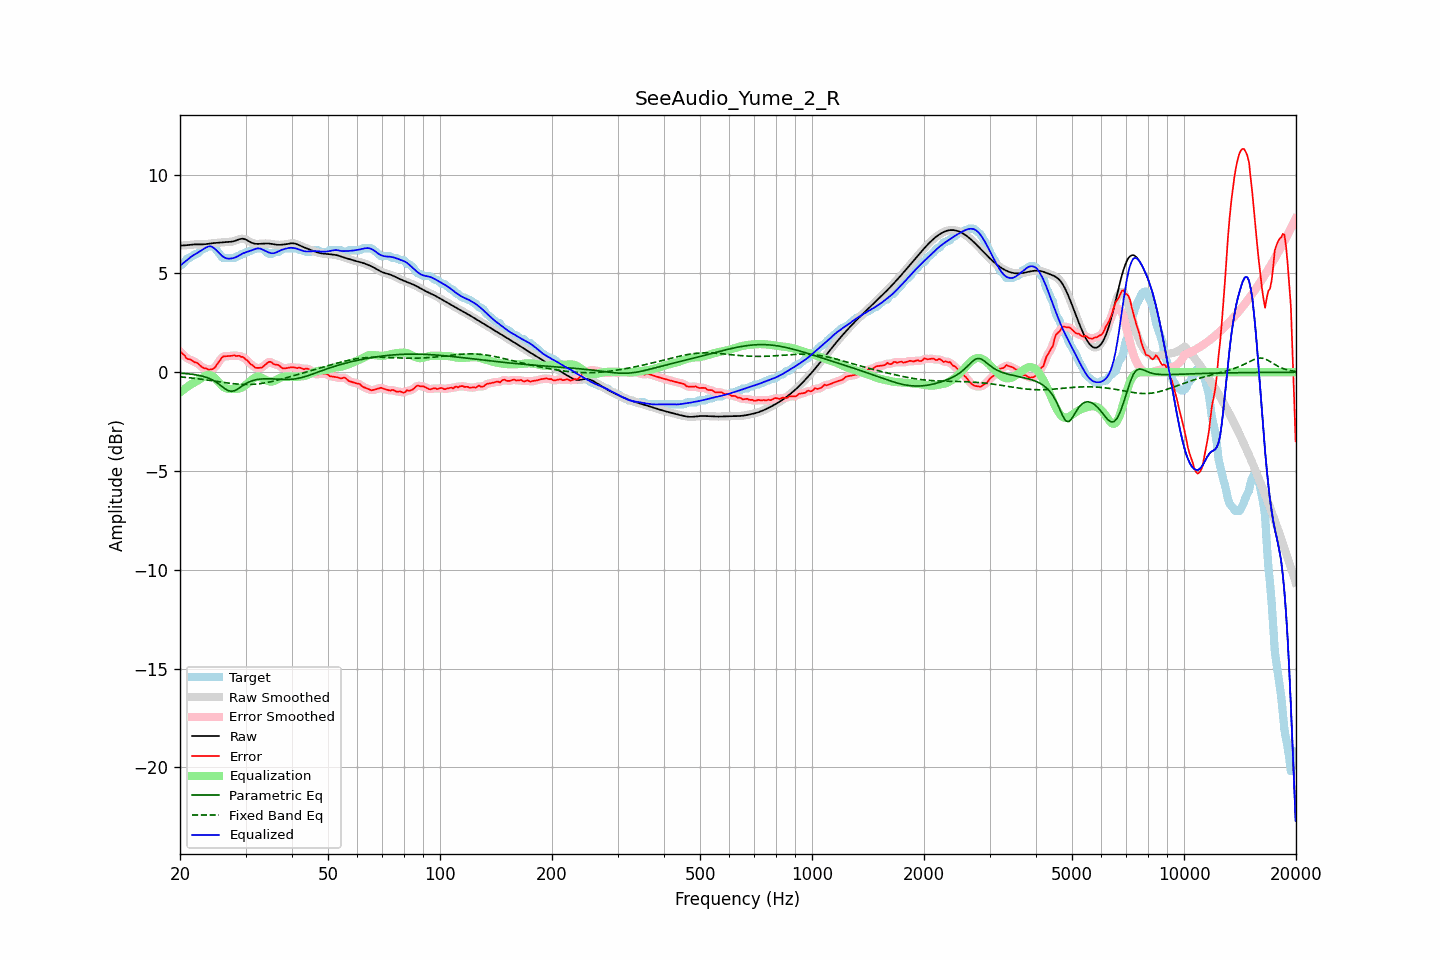 SeeAudio_Yume_2_R
10
5
0
−5
−10
−15
−20
Amplitude (dBr)
Target
Raw Smoothed
Error Smoothed
Raw
Error
Equalization
Parametric Eq
Fixed Band Eq
Equalized
20 50 100 200 500 1000 2000 5000 10000 20000
Frequency (Hz)